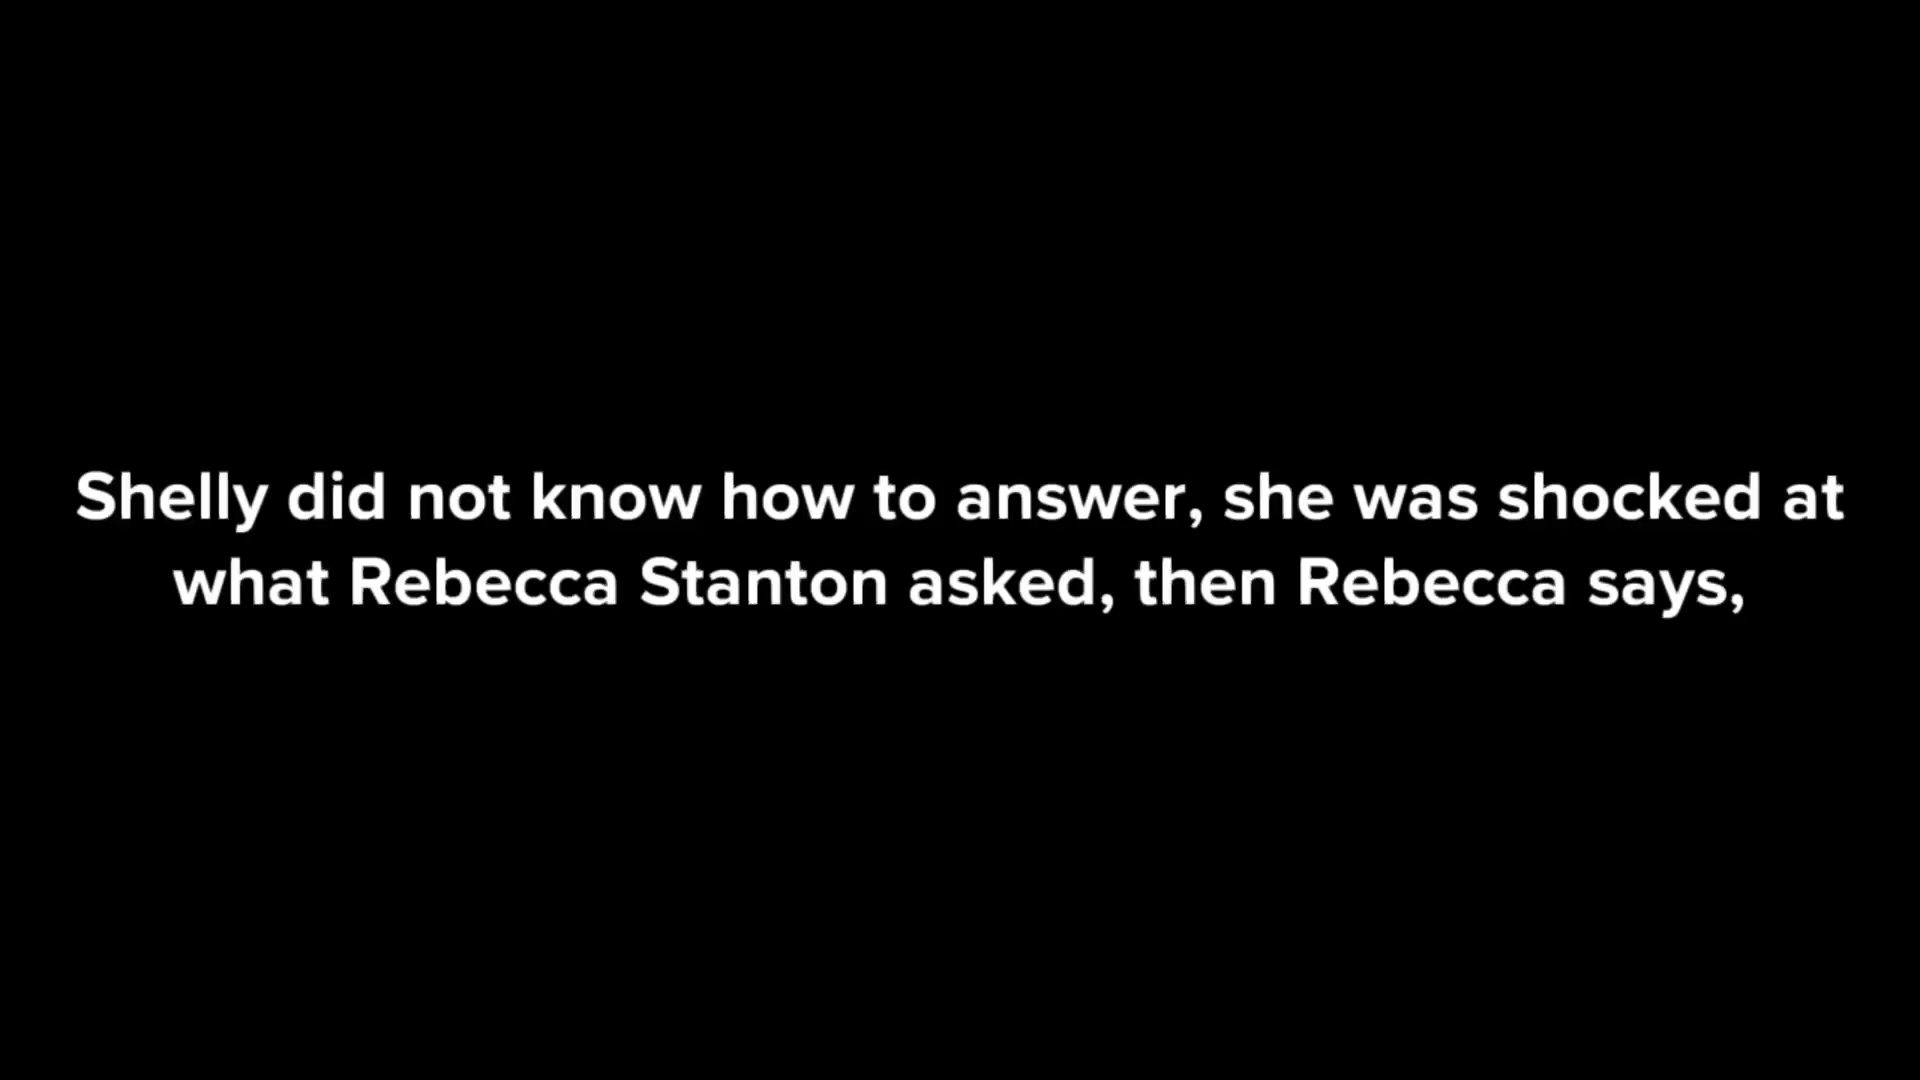 Shelly did not know how to answer, she was shocked at
what Rebecca Stanton asked, then Rebecca says,